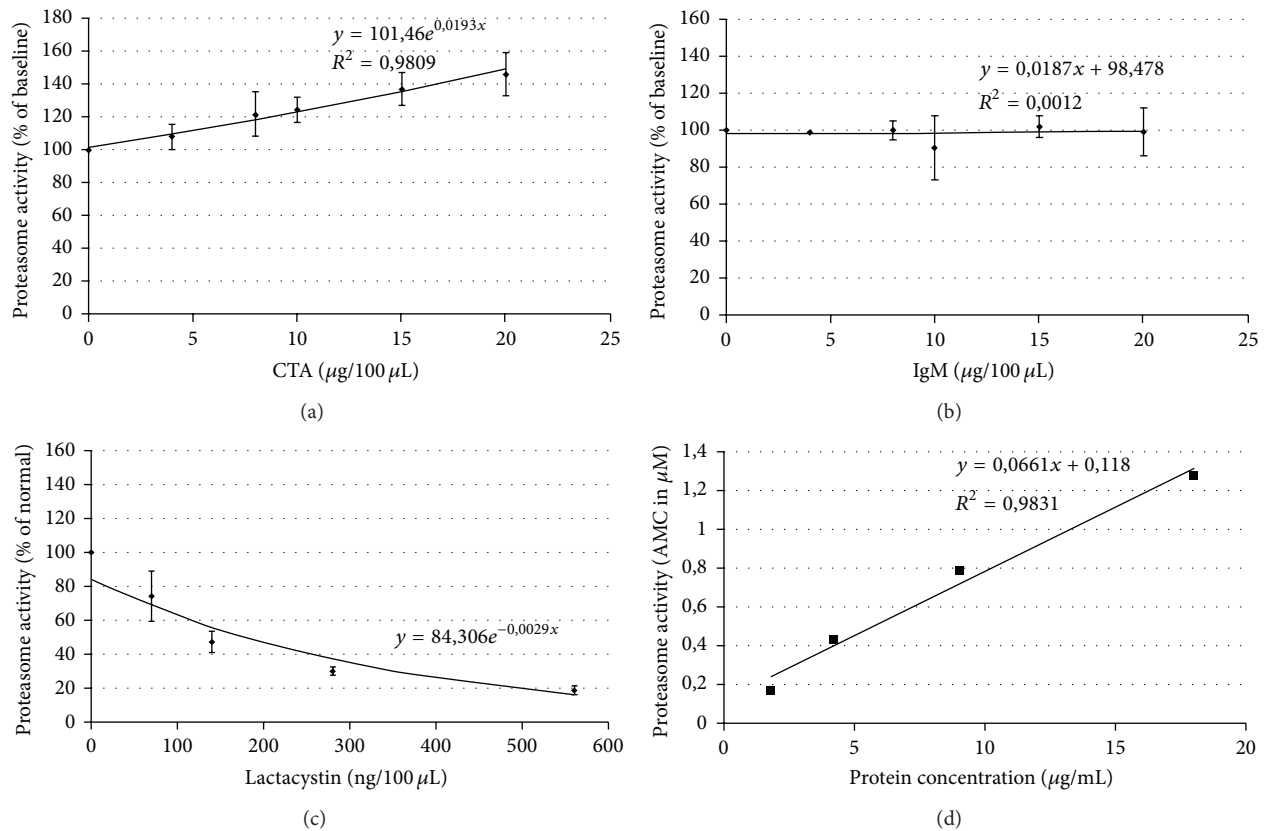 Proteasome activity (% of baseline)
180
160
140
120
100
80
60
40
20
0
y = 101,46e^0,0193x
R² = 0,9809
0 5 10 15 20 25
CTA (μg/100 μL)
(a)
Proteasome activity (% of baseline)
160
140
120
100
80
60
40
20
0
y = 0,0187x + 98,478
R² = 0,0012
0 5 10 15 20 25
IgM (μg/100 μL)
(b)
Proteasome activity (% of normal)
160
140
120
100
80
60
40
20
0
y = 84,306e^−0,0029x
0 100 200 300 400 500 600
Lactacystin (ng/100 μL)
(c)
Proteasome activity (AMC in μM)
1,4
1,2
1
0,8
0,6
0,4
0,2
0
y = 0,0661x + 0,118
R² = 0,9831
0 5 10 15 20
Protein concentration (μg/mL)
(d)